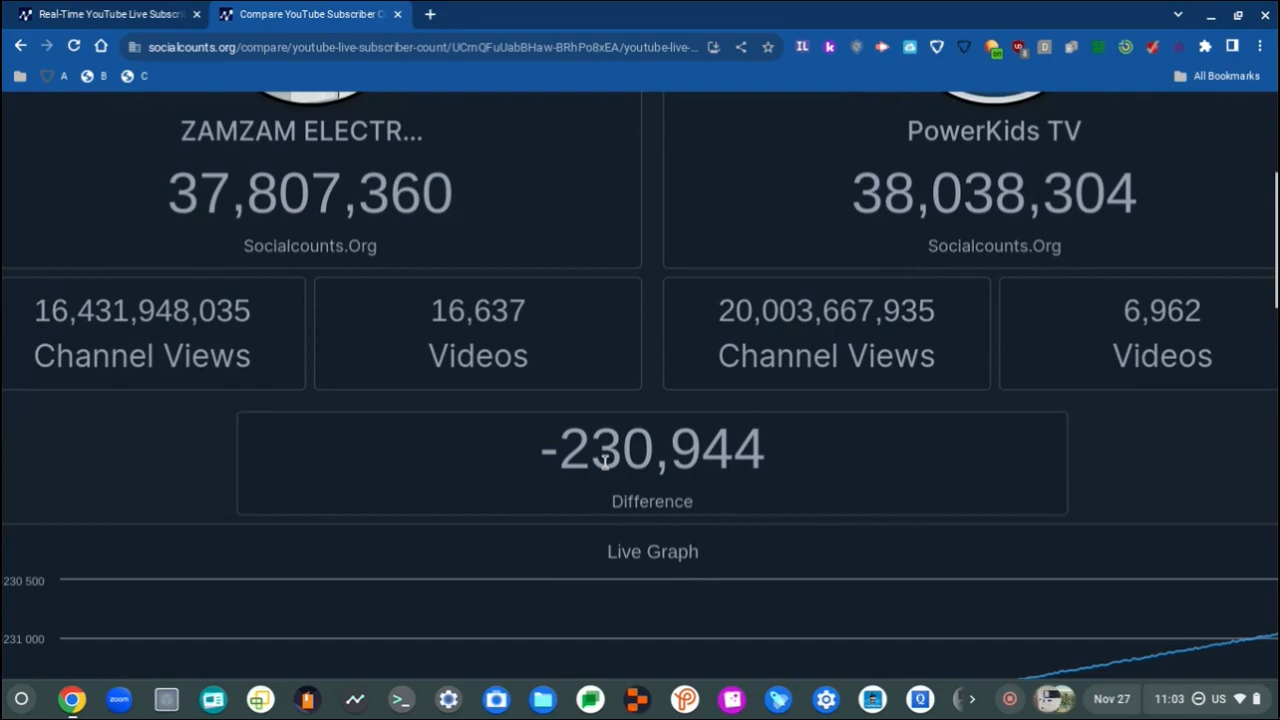 Real-Time YouTube Live Subscri
Compare YouTube Subscriber C
socialcounts.org/compare/youtube-live-subscriber-count/UCmQFuUabBHaw-BRhPo8xEA/youtube-live-...
A
B
C
All Bookmarks
ZAMZAM ELECTR...
PowerKids TV
37,807,360
38,038,304
Socialcounts.Org
Socialcounts.Org
16,431,948,035
16,637
20,003,667,935
6,962
Channel Views
Videos
Channel Views
Videos
-230,944
Difference
Live Graph
230 500
231 000
zoom
Nov 27
11:03
US